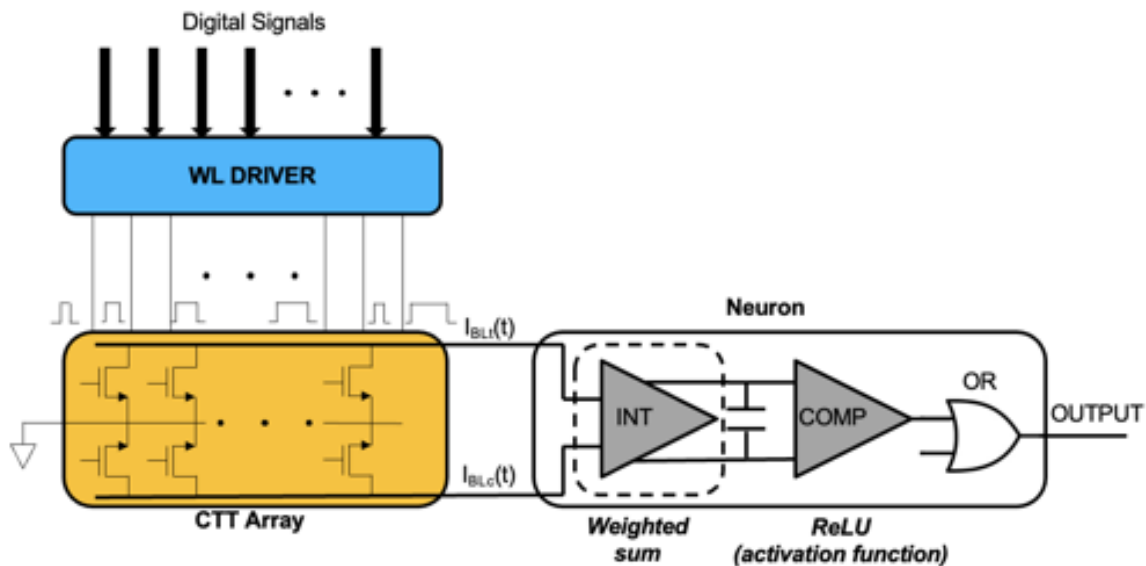 Digital Signals
WL DRIVER
I_BLt(t)
Neuron
INT
COMP
OR
OUTPUT
I_BLc(t)
CTT Array
Weighted
sum
ReLU
(activation function)